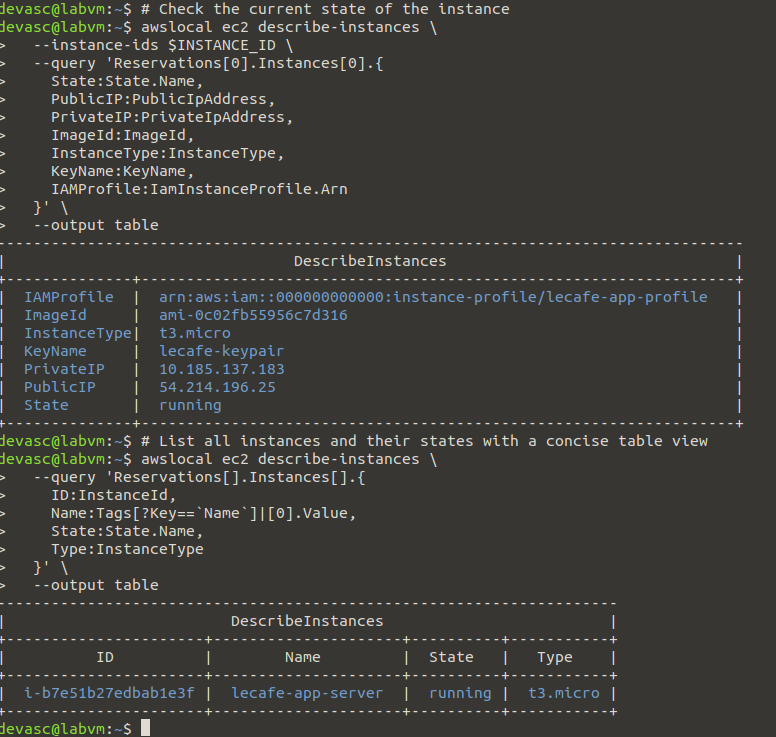 devasc@labvm:~$ # Check the current state of the instance
devasc@labvm:~$ awslocal ec2 describe-instances \
>   --instance-ids $INSTANCE_ID \
>   --query 'Reservations[0].Instances[0].{
>     State:State.Name,
>     PublicIP:PublicIpAddress,
>     PrivateIP:PrivateIpAddress,
>     ImageId:ImageId,
>     InstanceType:InstanceType,
>     KeyName:KeyName,
>     IAMProfile:IamInstanceProfile.Arn
>   }' \
>   --output table
-----------------------------------------------------------------------------------
|                                DescribeInstances                                |
+--------------+------------------------------------------------------------------+
|  IAMProfile  |  arn:aws:iam::000000000000:instance-profile/lecafe-app-profile   |
|  ImageId     |  ami-0c02fb55956c7d316                                           |
|  InstanceType|  t3.micro                                                        |
|  KeyName     |  lecafe-keypair                                                  |
|  PrivateIP   |  10.185.137.183                                                  |
|  PublicIP    |  54.214.196.25                                                   |
|  State       |  running                                                         |
+--------------+------------------------------------------------------------------+
devasc@labvm:~$ # List all instances and their states with a concise table view
devasc@labvm:~$ awslocal ec2 describe-instances \
>   --query 'Reservations[].Instances[].{
>     ID:InstanceId,
>     Name:Tags[?Key==`Name`]|[0].Value,
>     State:State.Name,
>     Type:InstanceType
>   }' \
>   --output table
---------------------------------------------------------------------
|                         DescribeInstances                         |
+----------------------+---------------------+----------+-----------+
|          ID          |        Name         |  State   |   Type    |
+----------------------+---------------------+----------+-----------+
|  i-b7e51b27edbab1e3f |  lecafe-app-server  |  running |  t3.micro |
+----------------------+---------------------+----------+-----------+
devasc@labvm:~$